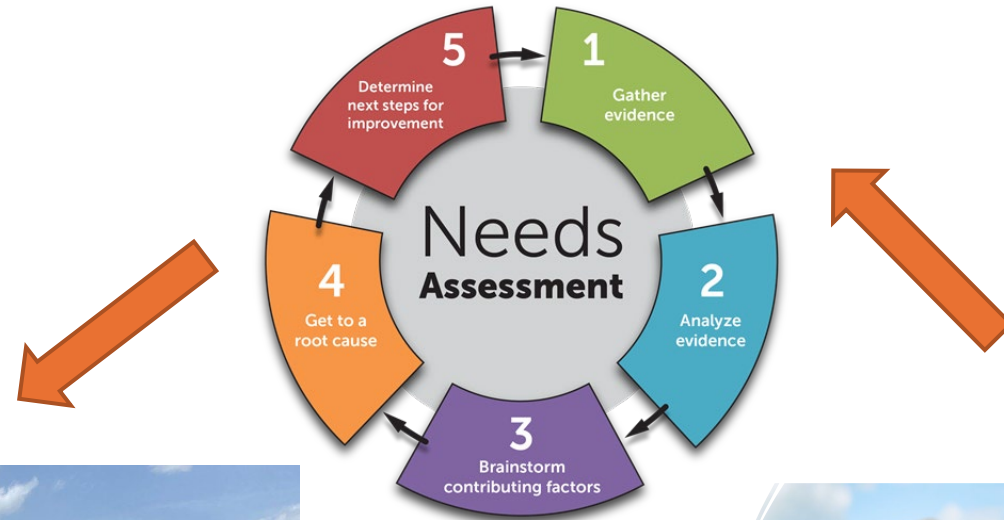 Needs
Assessment
1
Gather
evidence
2
Analyze
evidence
3
Brainstorm
contributing factors
4
Get to a
root cause
5
Determine
next steps for
improvement